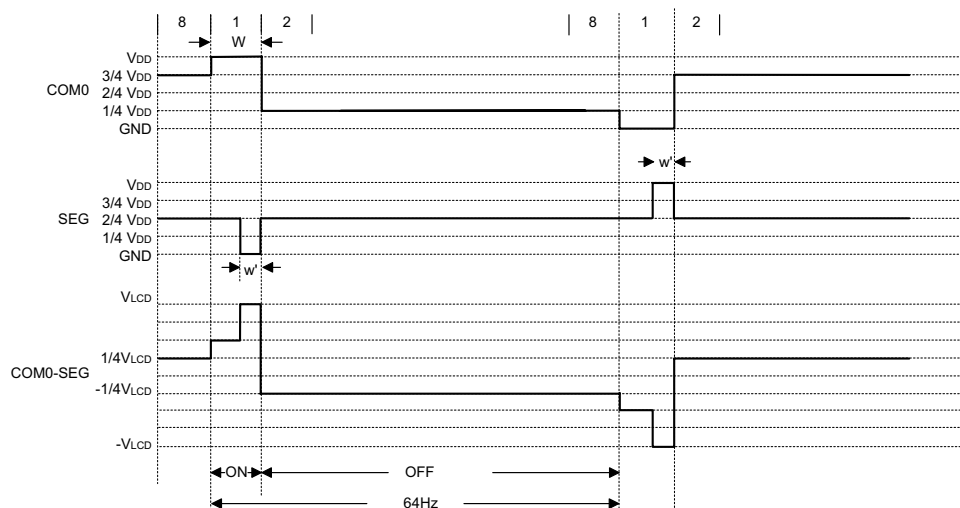 8 1 2 8 1 2
W
VDD
3/4 VDD
COM0
2/4 VDD
1/4 VDD
GND
w'
VDD
3/4 VDD
SEG
2/4 VDD
1/4 VDD
GND
w'
VLCD
1/4VLCD
COM0-SEG
-1/4VLCD
-VLCD
ON OFF
64Hz